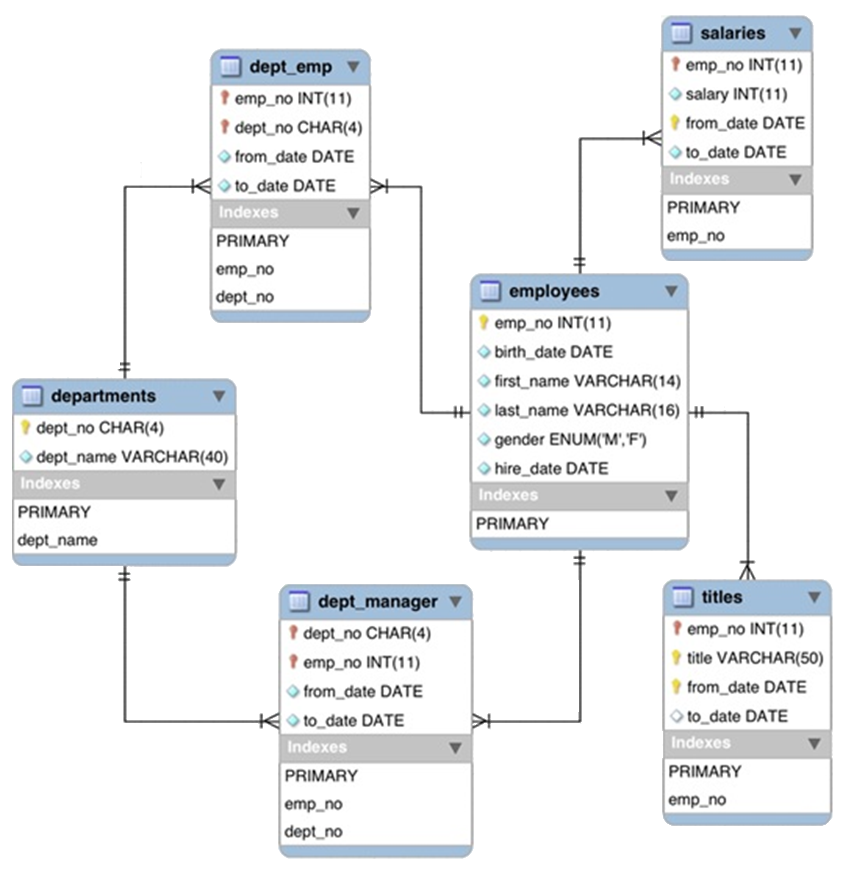 salaries
emp_no INT(11)
salary INT(11)
from_date DATE
to_date DATE
Indexes
PRIMARY
emp_no
dept_emp
emp_no INT(11)
dept_no CHAR(4)
from_date DATE
to_date DATE
Indexes
PRIMARY
emp_no
dept_no
employees
emp_no INT(11)
birth_date DATE
first_name VARCHAR(14)
last_name VARCHAR(16)
gender ENUM('M','F')
hire_date DATE
Indexes
PRIMARY
departments
dept_no CHAR(4)
dept_name VARCHAR(40)
Indexes
PRIMARY
dept_name
dept_manager
dept_no CHAR(4)
emp_no INT(11)
from_date DATE
to_date DATE
Indexes
PRIMARY
emp_no
dept_no
titles
emp_no INT(11)
title VARCHAR(50)
from_date DATE
to_date DATE
Indexes
PRIMARY
emp_no